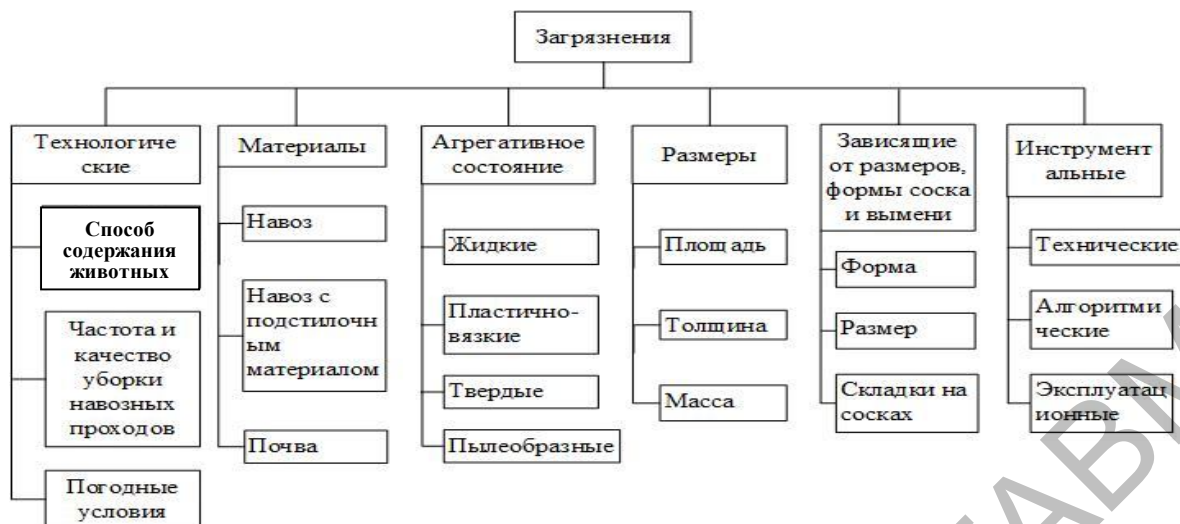 Загрязнения
Технологиче
ские
Способ
содержания
животных
Частота и
качество
уборки
навозных
проходов
Погодные
условия
Материалы
Навоз
Навоз с
подстилочн
ым
материалом
Почва
Агрегативное
состояние
Жидкие
Пластично-
вязкие
Твердые
Пылеобразные
Размеры
Площадь
Толщина
Масса
Зависящие
от размеров,
формы соска
и вымени
Форма
Размер
Складки на
сосках
Инструмент
альные
Технические
Алгоритми
ческие
Эксплуатац
ионные